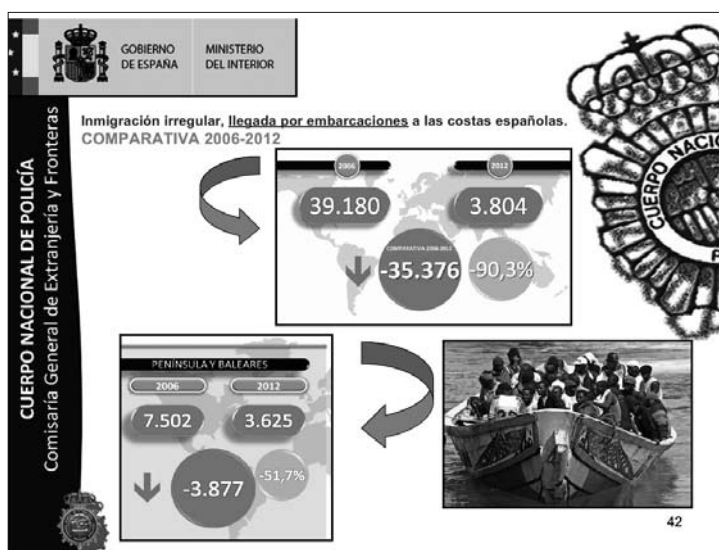 GOBIERNO
DE ESPAÑA
MINISTERIO
DEL INTERIOR
CUERPO NACIONAL DE POLICÍA
Comisaría General de Extranjería y Fronteras
Inmigración irregular, llegada por embarcaciones a las costas españolas.
COMPARATIVA 2006-2012
2006
2012
39.180
3.804
COMPARATIVA 2006-2012
-35.376
-90,3%
PENÍNSULA Y BALEARES
2006
2012
7.502
3.625
-3.877
-51,7%
CUERPO NACIO
42